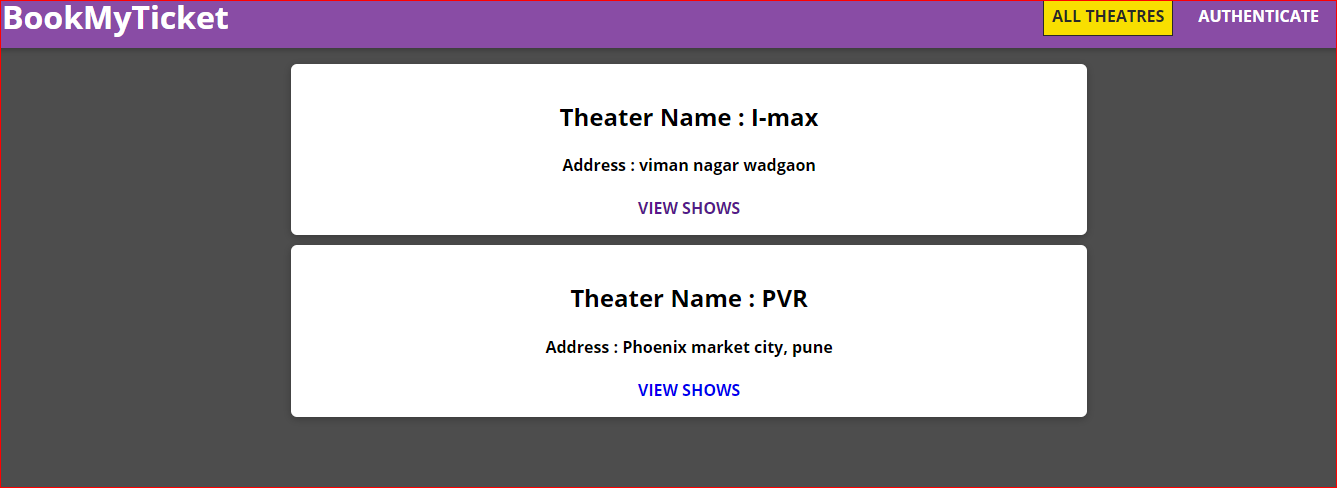 BookMyTicket
ALL THEATRES
AUTHENTICATE
Theater Name : I-max
Address : viman nagar wadgaon
VIEW SHOWS
Theater Name : PVR
Address : Phoenix market city, pune
VIEW SHOWS